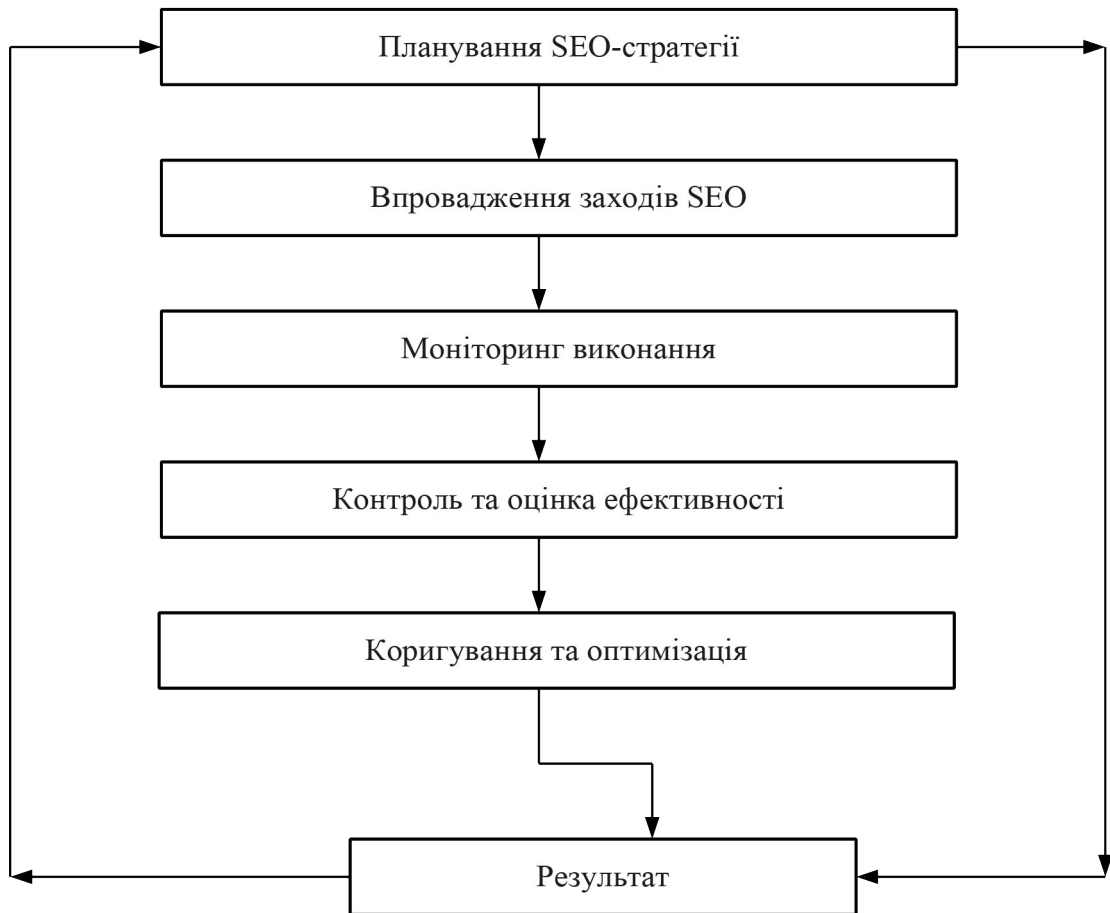 Планування SEO-стратегії
Впровадження заходів SEO
Моніторинг виконання
Контроль та оцінка ефективності
Коригування та оптимізація
Результат